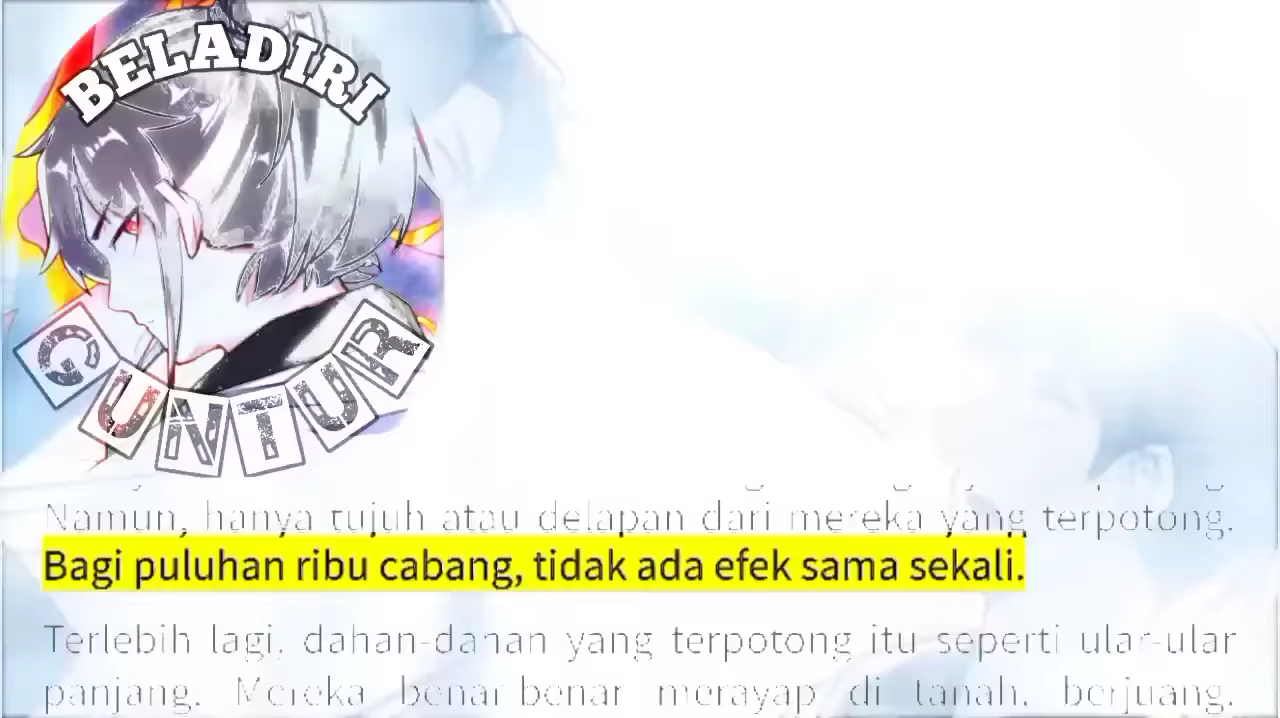 BELADIRI
GUNTUR
Namun, hanya tujuh atau delapan dari mereka yang terpotong.
Bagi puluhan ribu cabang, tidak ada efek sama sekali.
Terlebih lagi, dahan-dahan yang terpotong itu seperti ular-ular
panjang. Mereka benar-benar merayap di tanah, berjuang.